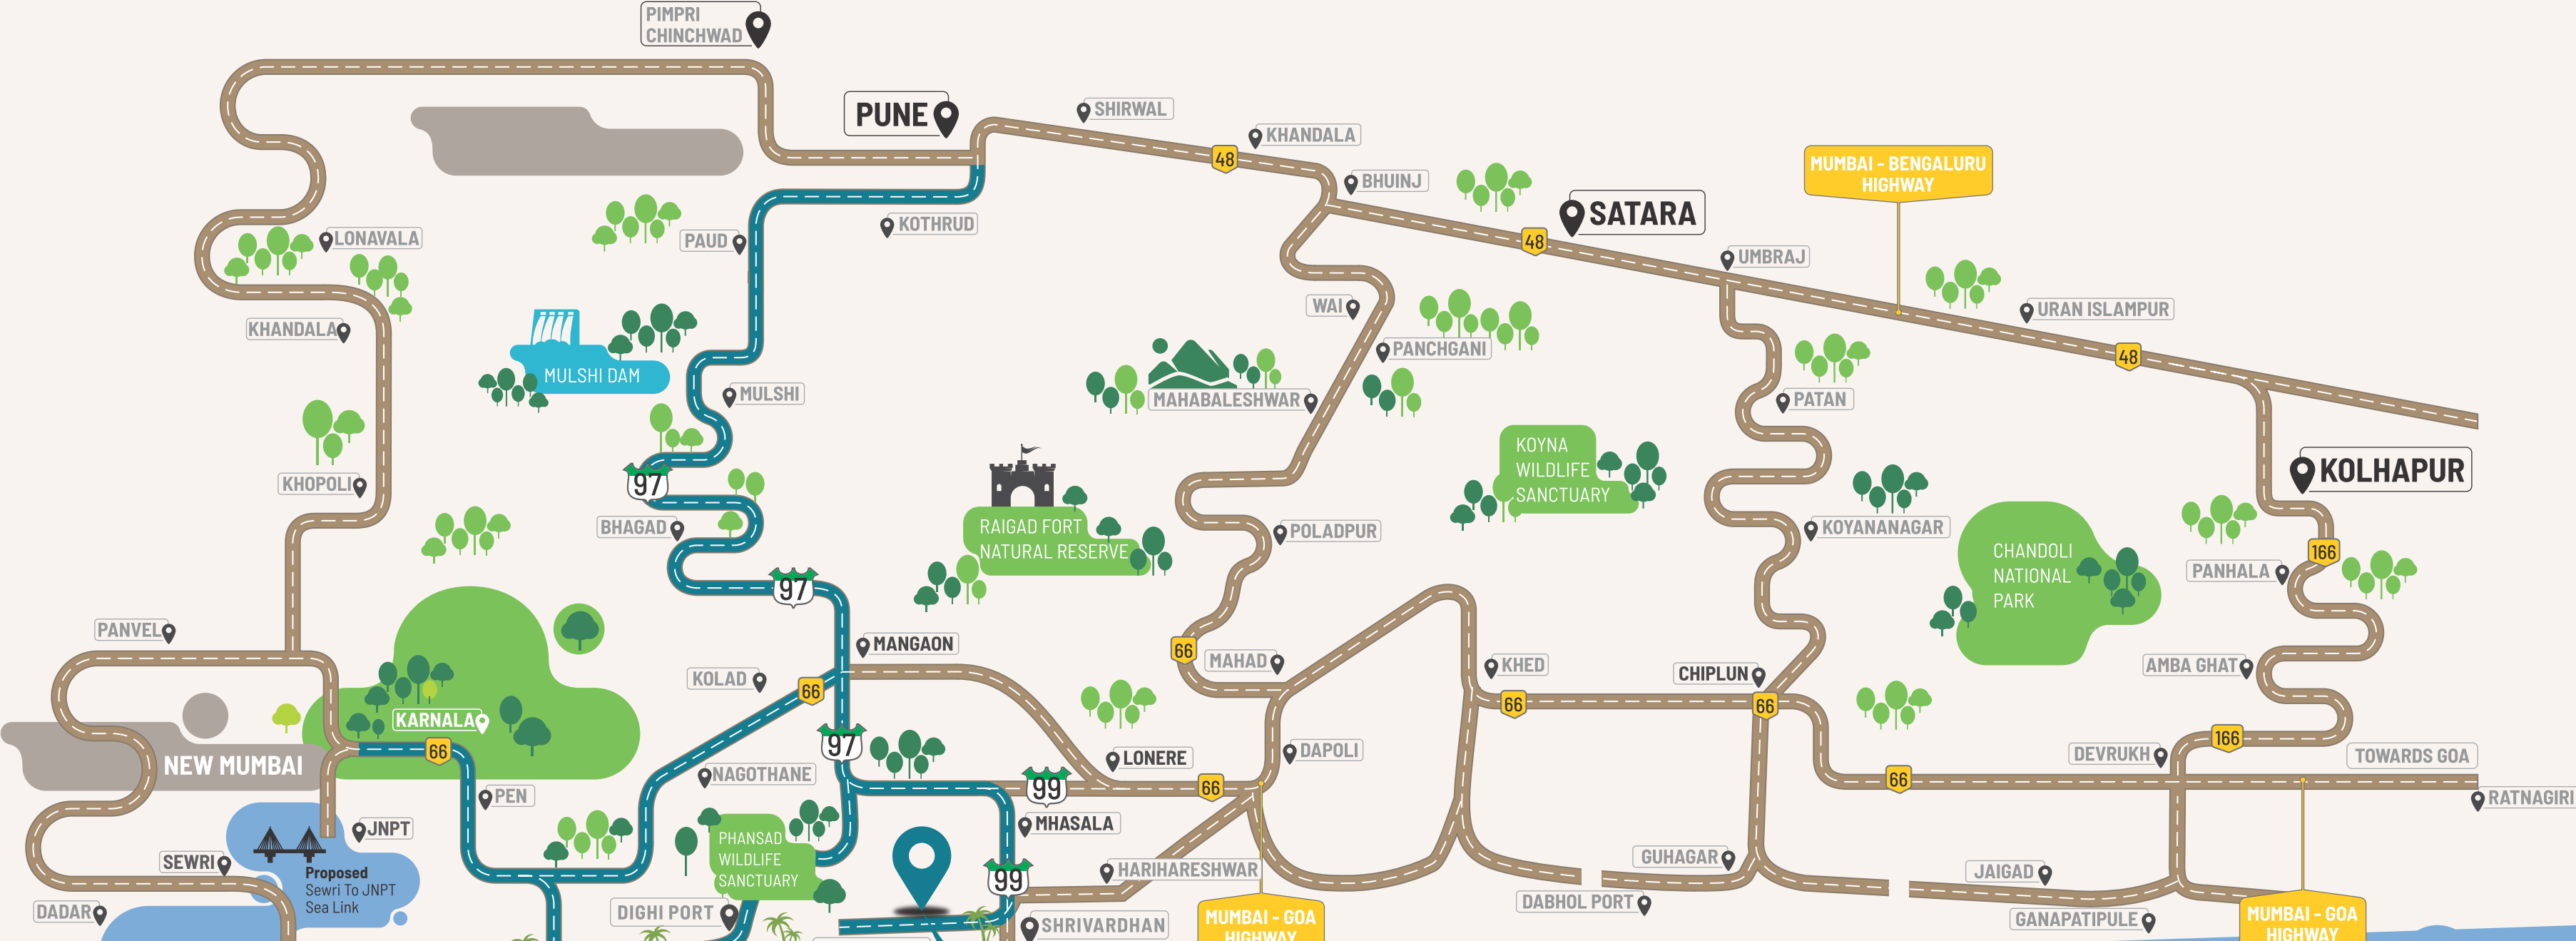 PIMPRI
CHINCHWAD
PUNE
SHIRWAL
KHANDALA
48
BHUINJ
MUMBAI - BENGALURU
HIGHWAY
SATARA
KOTHRUD
PAUD
LONAVALA
48
UMBRAJ
URAN ISLAMPUR
KHANDALA
WAI
PANCHGANI
48
MULSHI DAM
MULSHI
MAHABALESHWAR
PATAN
KOYNA
WILDLIFE
SANCTUARY
KOLHAPUR
KHOPOLI
97
BHAGAD
RAIGAD FORT
NATURAL RESERVE
POLADPUR
KOYANANAGAR
CHANDOLI
NATIONAL
PARK
166
PANHALA
97
PANVEL
MANGAON
66
MAHAD
KHED
CHIPLUN
AMBA GHAT
KOLAD
66
66
66
KARNALA
66
97
166
NEW MUMBAI
LONERE
DAPOLI
DEVRUKH
TOWARDS GOA
NAGOTHANE
99
66
66
PEN
RATNAGIRI
JNPT
MHASALA
PHANSAD
WILDLIFE
SANCTUARY
SEWRI
Proposed
Sewri To JNPT
Sea Link
HARIHARESHWAR
99
GUHAGAR
JAIGAD
DABHOL PORT
DADAR
DIGHI PORT
SHRIVARDHAN
MUMBAI - GOA
HIGHWAY
GANAPATIPULE
MUMBAI - GOA
HIGHWAY